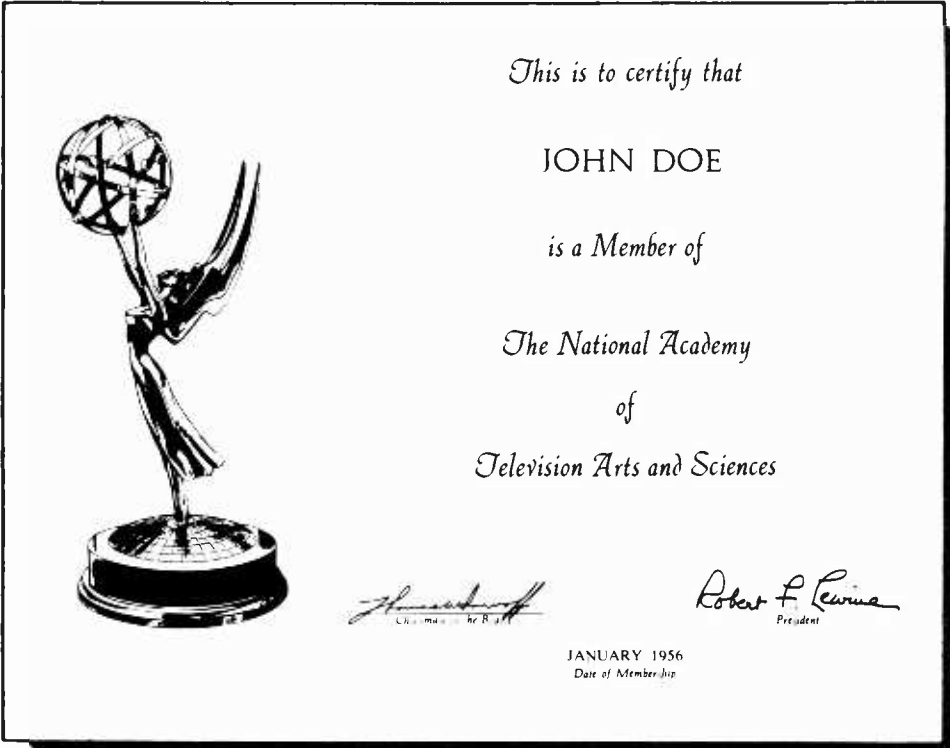 This is to certify that
JOHN DOE
is a Member of
The National Academy
of
Television Arts and Sciences
Robert F. Lewine
President
JANUARY 1956
Date of Membership